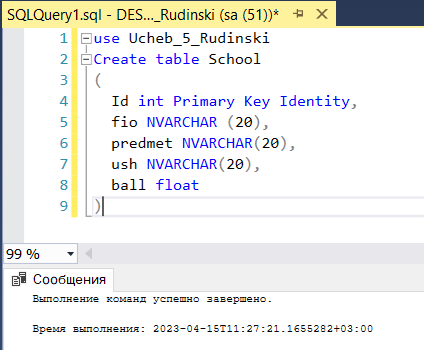 SQLQuery1.sql - DES..._Rudinski (sa (51))*
1 use Ucheb_5_Rudinski
2 Create table School
3 (
4 Id int Primary Key Identity,
5 fio NVARCHAR (20),
6 predmet NVARCHAR(20),
7 ush NVARCHAR(20),
8 ball float
9 )
99 %
Сообщения
Выполнение команд успешно завершено.
Время выполнения: 2023-04-15T11:27:21.1655282+03:00